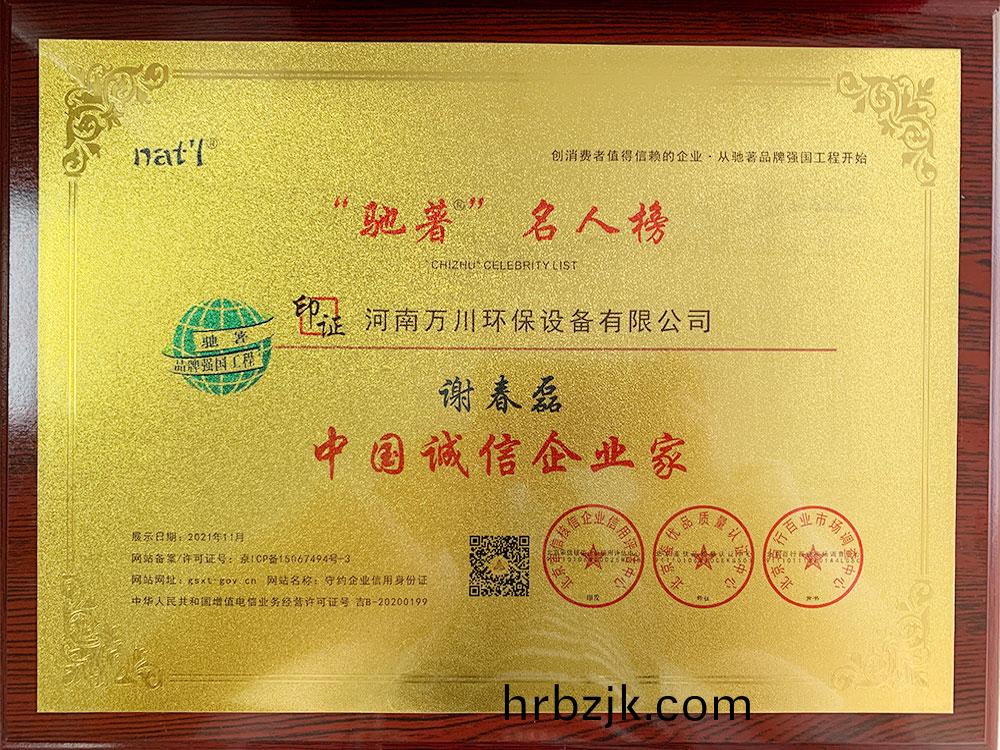 nat'l®
创消费者值得信赖的企业·从驰著品牌强国工程开始
“驰著®”名人榜
CHIZHU® CELEBRITY LIST
驰著
品牌强国工程
印证 河南万川环保设备有限公司
谢春磊
中国诚信企业家
展示日期：2021年11月
网站备案/许可证号：京ICP备15067494号-3
网站网址：gsxt-gov cn 网站名称：守约企业信用身份证
中华人民共和国增值电信业务经营许可证号 吉B-20200199
hrbzjk.com